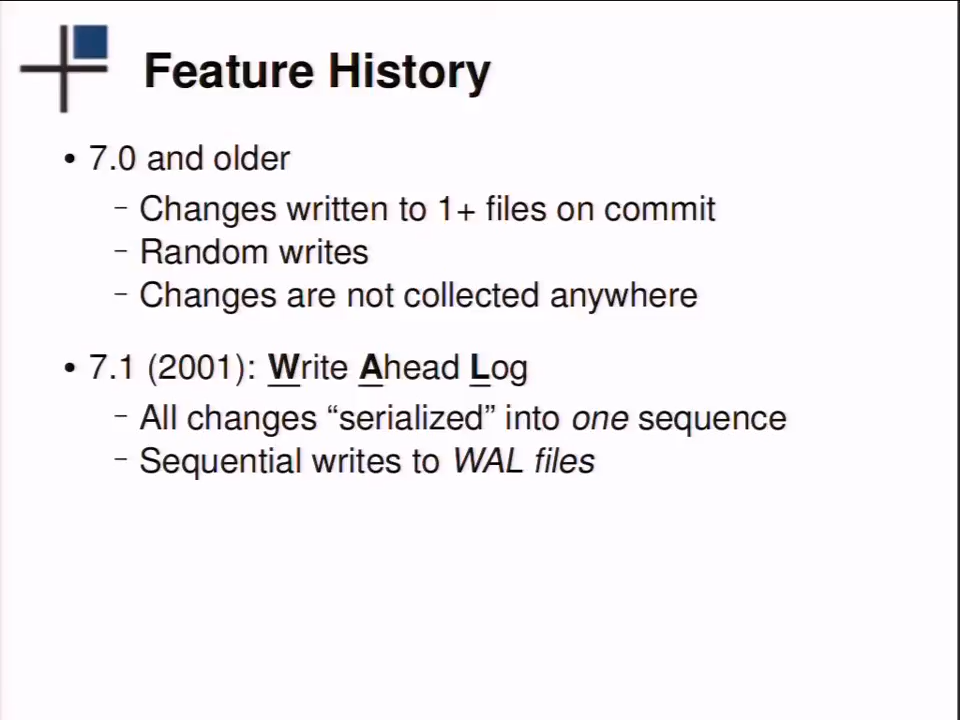 Feature History
• 7.0 and older
– Changes written to 1+ files on commit
– Random writes
– Changes are not collected anywhere
• 7.1 (2001): Write Ahead Log
– All changes “serialized” into one sequence
– Sequential writes to WAL files